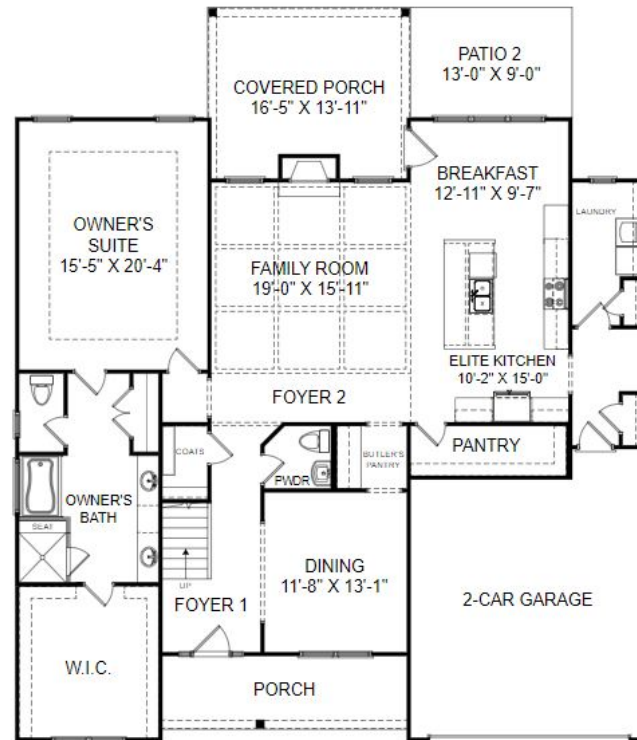 PATIO 2
13'-0" X 9'-0"
COVERED PORCH
16'-5" X 13'-11"
BREAKFAST
12'-11" X 9'-7"
LAUNDRY
OWNER'S
SUITE
15'-5" X 20'-4"
FAMILY ROOM
19'-0" X 15'-11"
ELITE KITCHEN
10'-2" X 15'-0"
FOYER 2
COATS
PWDR
BUTLER'S
PANTRY
PANTRY
OWNER'S
BATH
SEAT
UP
DINING
11'-8" X 13'-1"
FOYER 1
2-CAR GARAGE
W.I.C.
PORCH